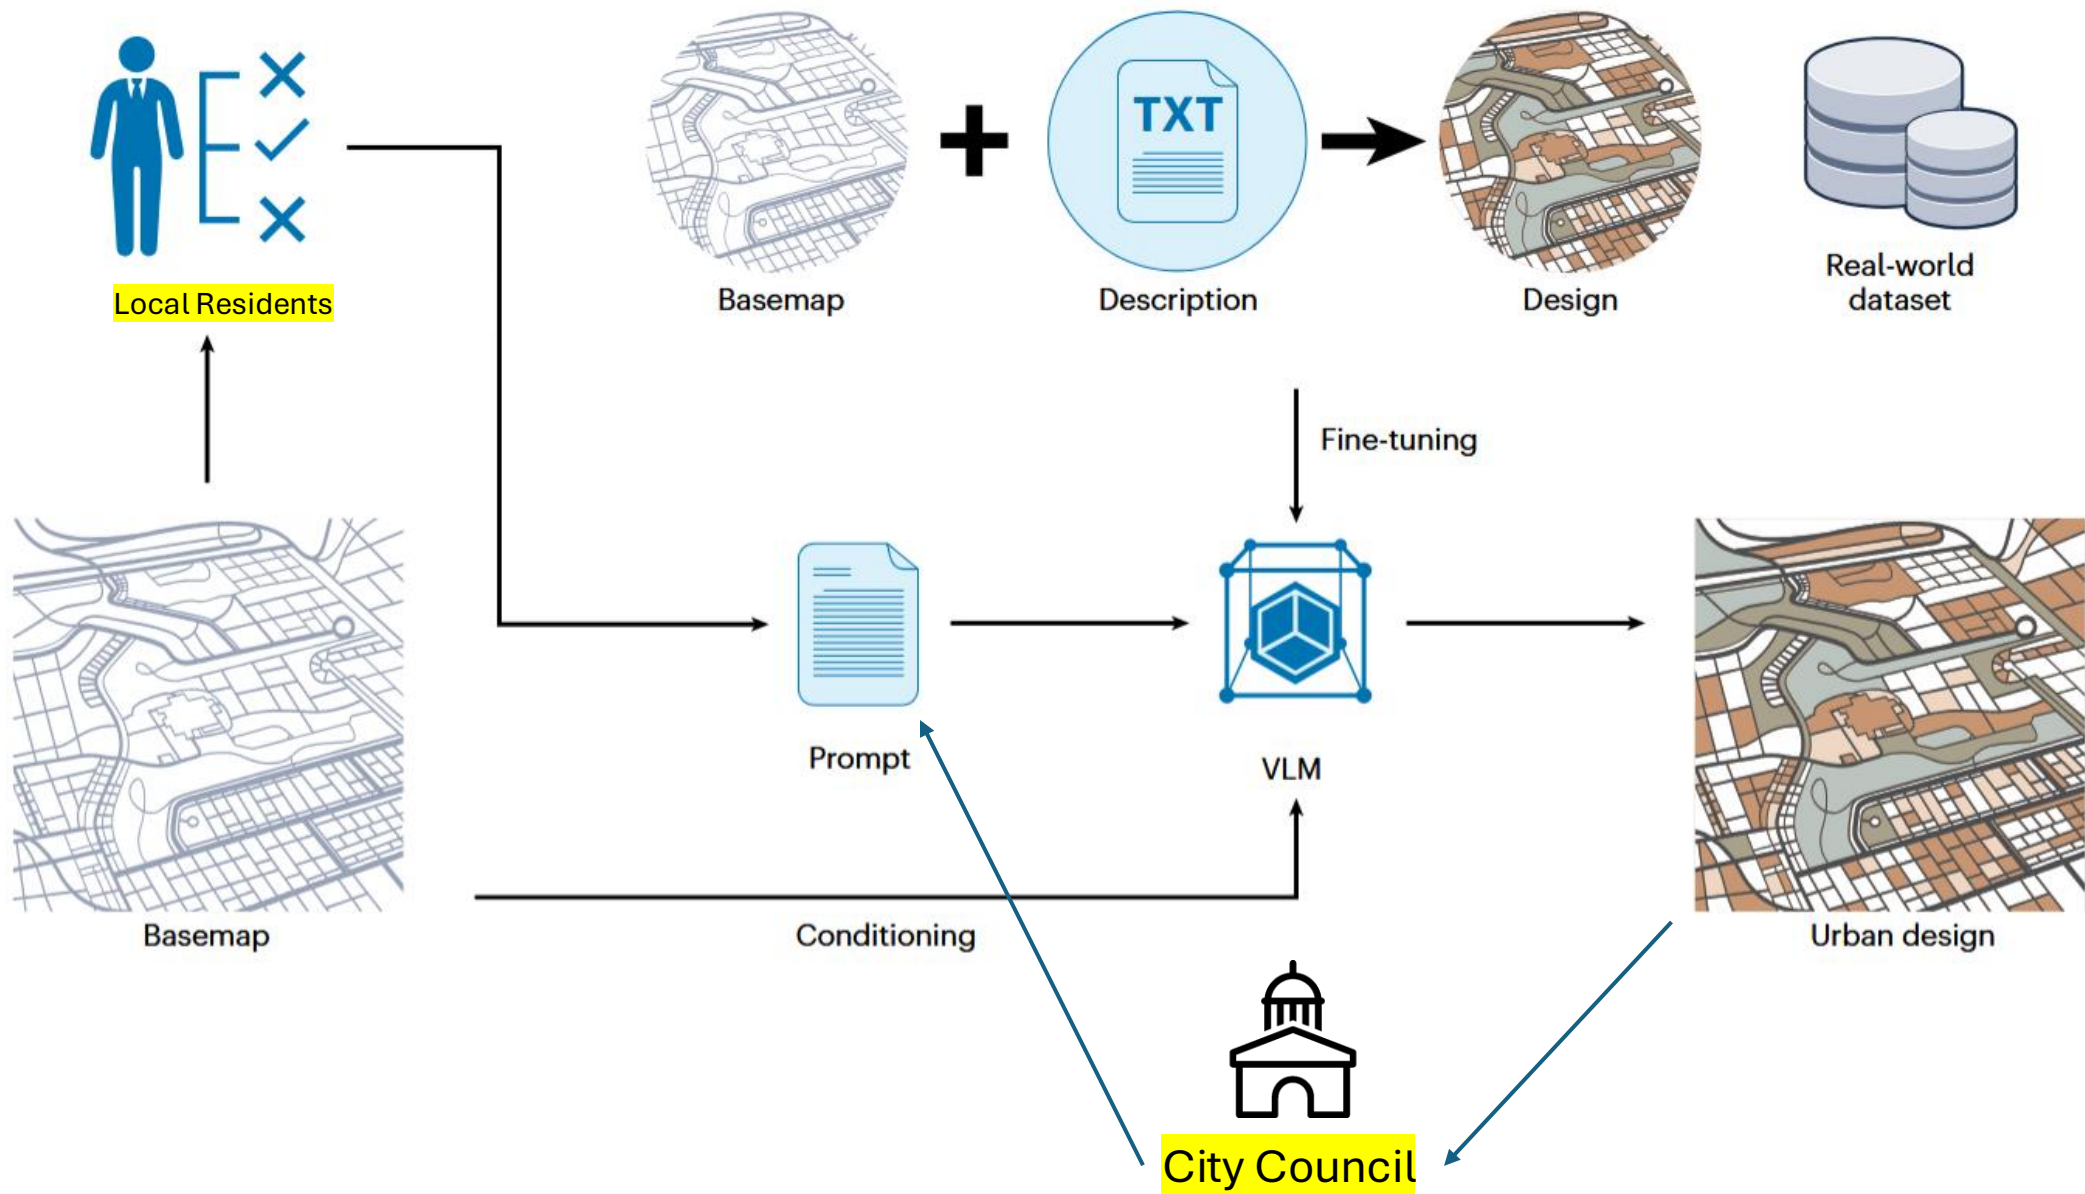 TXT
Local Residents
Basemap
Description
Design
Real-world
dataset
Fine-tuning
Prompt
VLM
Basemap
Conditioning
Urban design
City Council